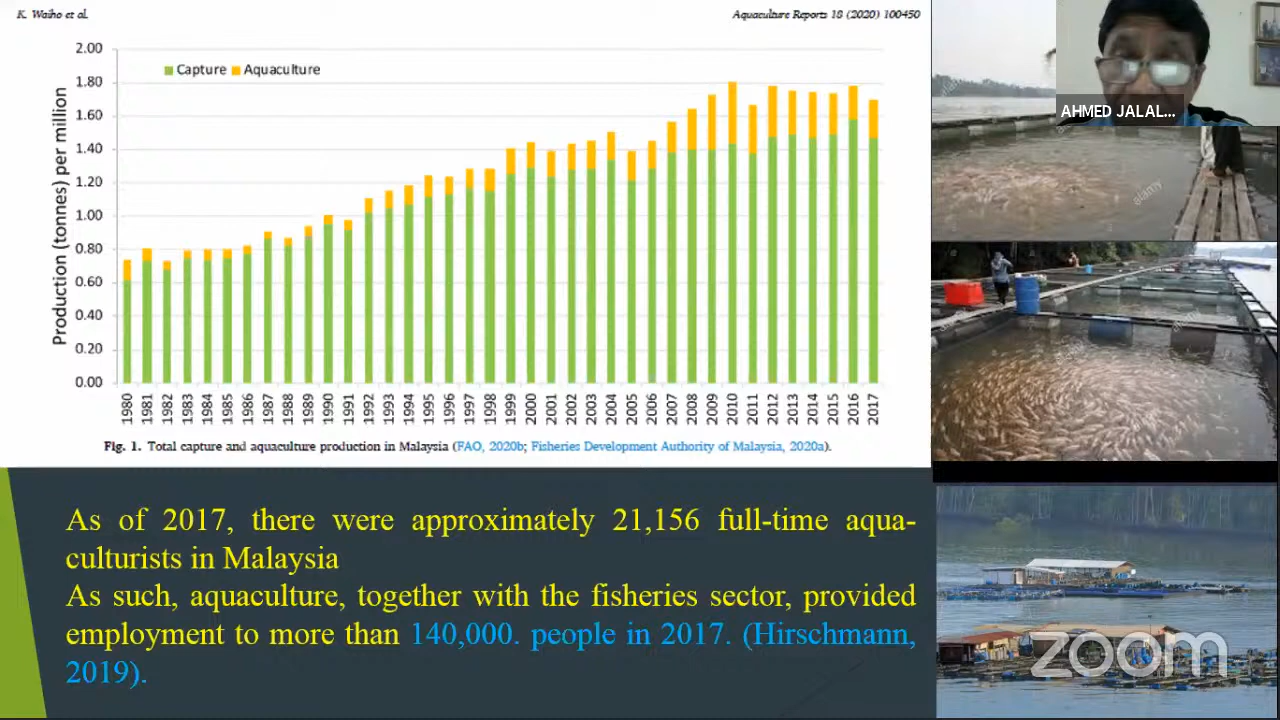 K. Waiho et al.
Aquaculture Reports 18 (2020) 100450
Production (tonnes) per million
2.00
1.80
1.60
1.40
1.20
1.00
0.80
0.60
0.40
0.20
0.00
Capture Aquaculture
1980 1981 1982 1983 1984 1985 1986 1987 1988 1989 1990 1991 1992 1993 1994 1995 1996 1997 1998 1999 2000 2001 2002 2003 2004 2005 2006 2007 2008 2009 2010 2011 2012 2013 2014 2015 2016 2017
Fig. 1. Total capture and aquaculture production in Malaysia (FAO, 2020b; Fisheries Development Authority of Malaysia, 2020a).
As of 2017, there were approximately 21,156 full-time aqua-
culturists in Malaysia
As such, aquaculture, together with the fisheries sector, provided
employment to more than 140,000. people in 2017. (Hirschmann,
2019).
AHMED JALAL...
alamy
zoom